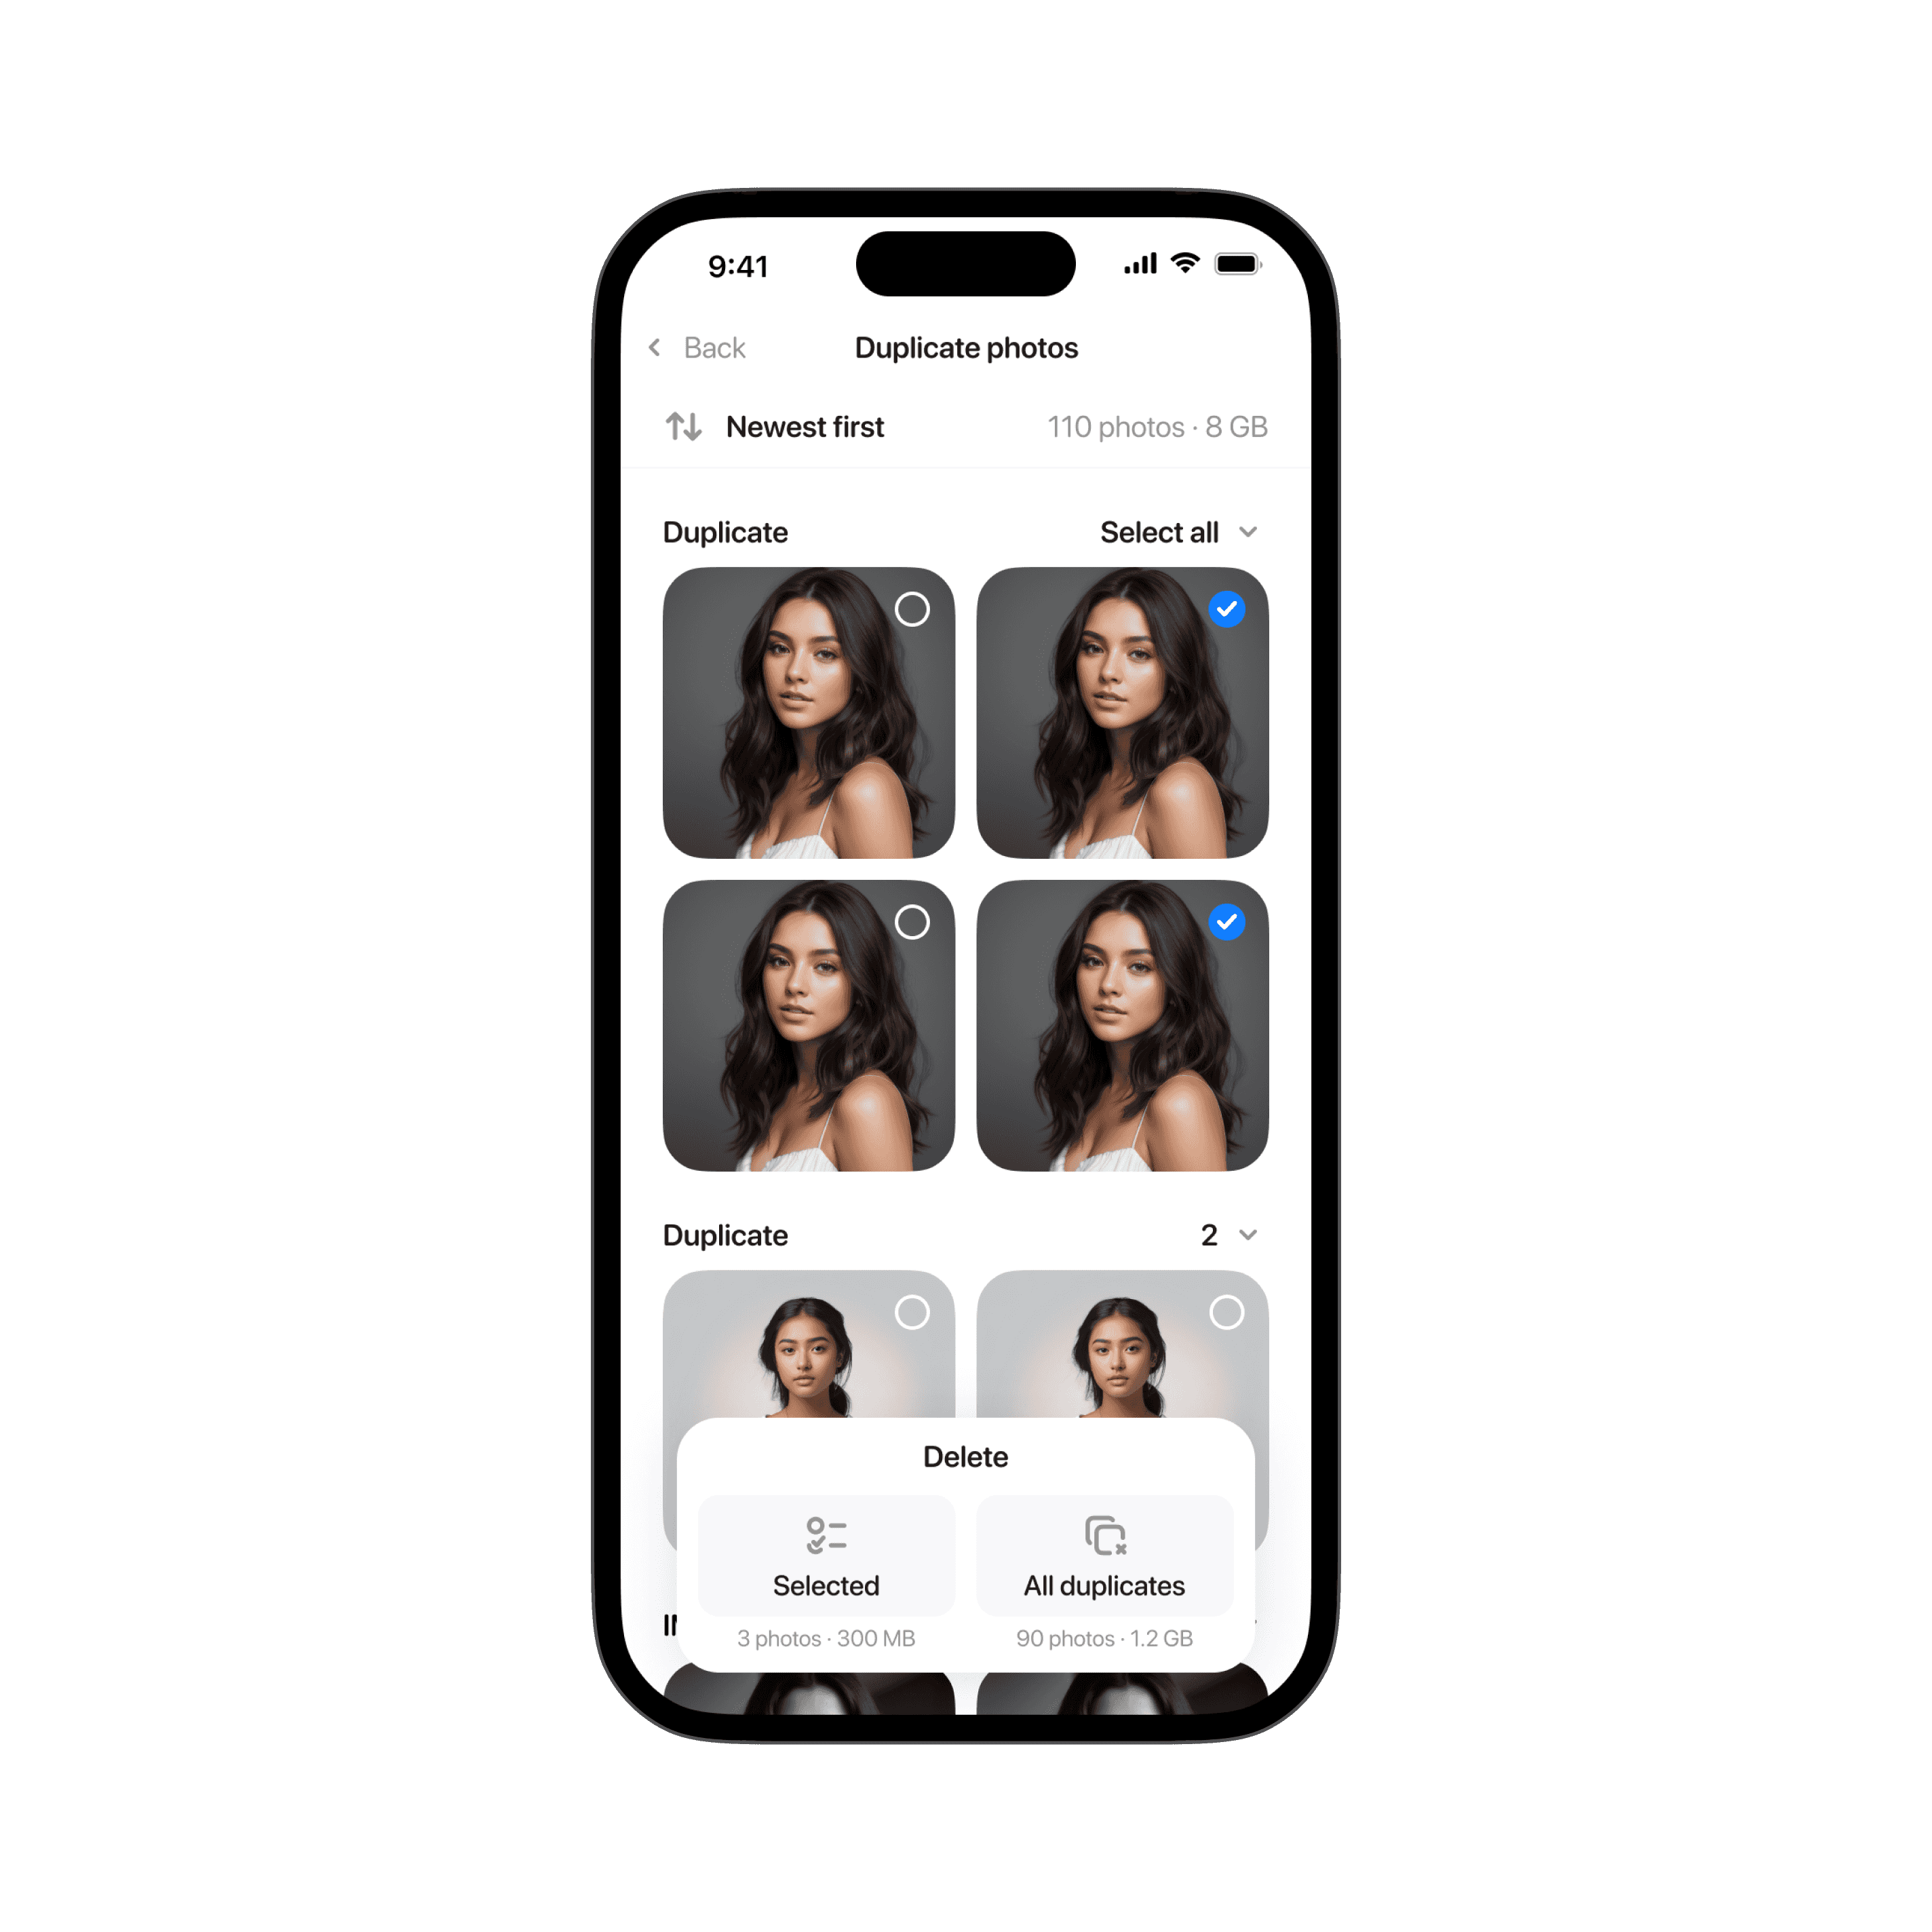 9:41
Back Duplicate photos
Newest first 110 photos · 8 GB
Duplicate Select all
Duplicate 2
Delete
Selected All duplicates
3 photos · 300 MB 90 photos · 1.2 GB